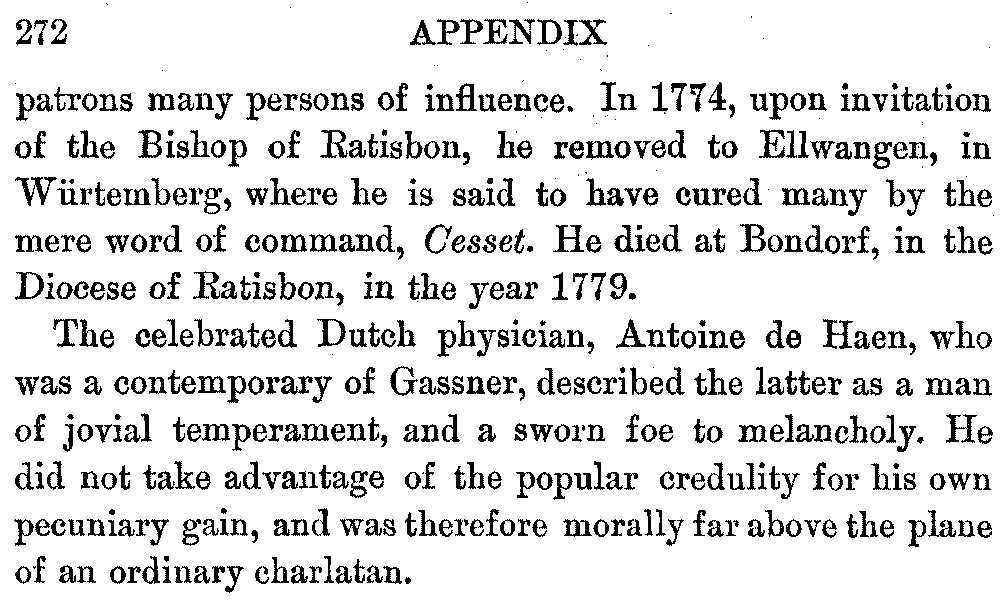 272 APPENDIX
patrons many persons of influence. In 1774, upon invitation
of the Bishop of Ratisbon, he removed to Ellwangen, in
Würtemberg, where he is said to have cured many by the
mere word of command, Cesset. He died at Bondorf, in the
Diocese of Ratisbon, in the year 1779.
The celebrated Dutch physician, Antoine de Haen, who
was a contemporary of Gassner, described the latter as a man
of jovial temperament, and a sworn foe to melancholy. He
did not take advantage of the popular credulity for his own
pecuniary gain, and was therefore morally far above the plane
of an ordinary charlatan.